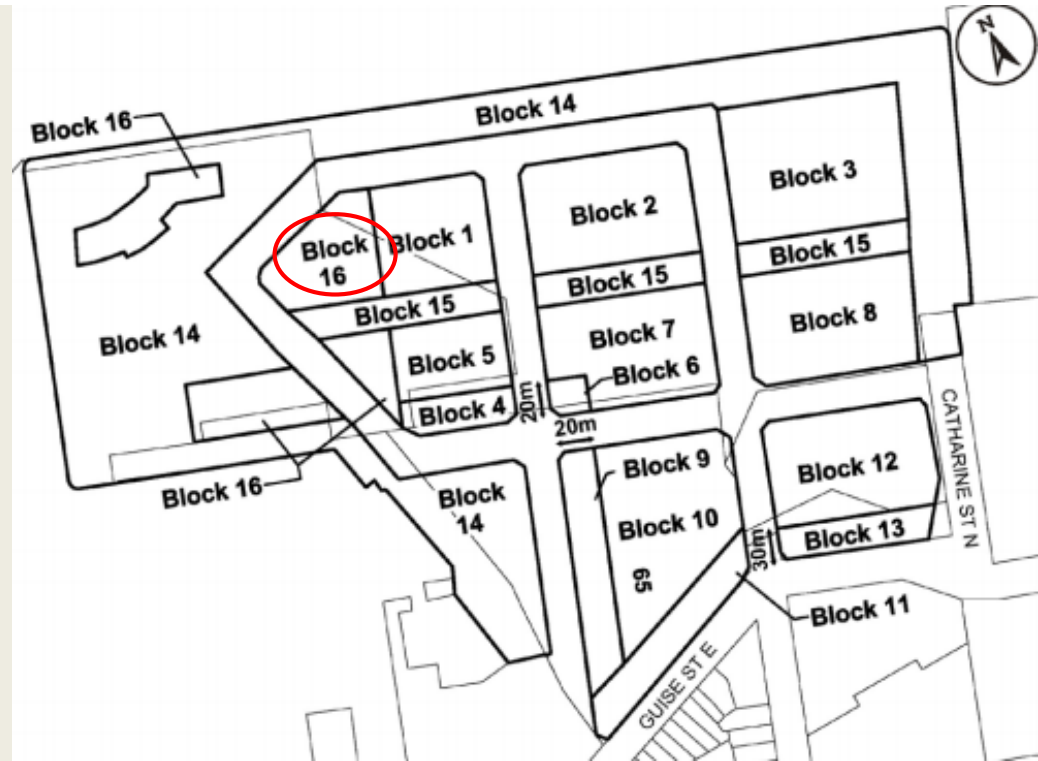 N
Block 14
Block 16
Block 3
Block 2
Block 1
Block
16
Block 15
Block 15
Block 15
Block 14
Block 8
Block 7
Block 5
Block 6
Block 4
20m
20m
CATHARINE ST N
Block 9
Block 12
Block 16
Block
14
Block 10
Block 13
30m
65
Block 11
GUISE ST E